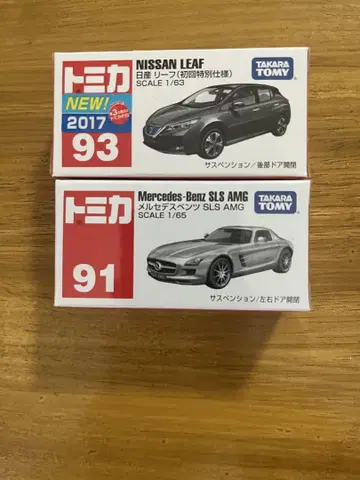 トミカ
NEW!
2017
93
NISSAN LEAF
日産 リーフ(初回特別仕様)
SCALE 1/63
TAKARA
TOMY
サスペンション/後部ドア開閉
トミカ
91
Mercedes-Benz SLS AMG
メルセデスベンツ SLS AMG
SCALE 1/65
TAKARA
TOMY
サスペンション/左右ドア開閉